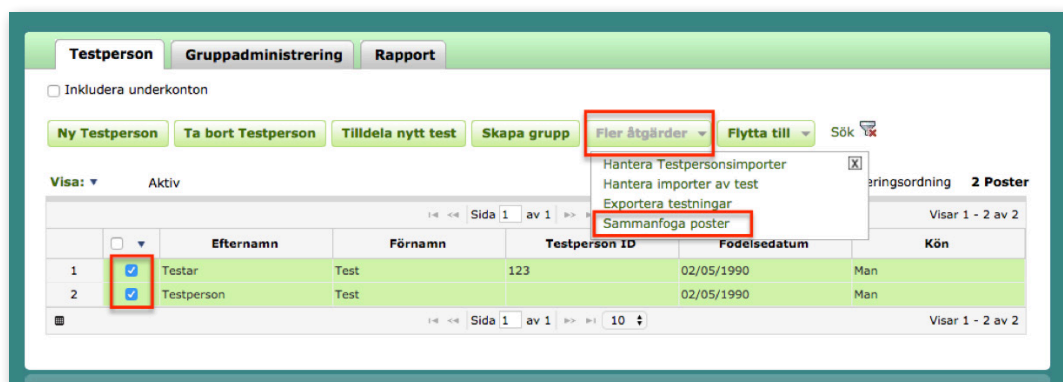 Testperson Gruppadministrering Rapport
Inkludera underkonton
Ny Testperson Ta bort Testperson Tilldela nytt test Skapa grupp Fler åtgärder Flytta till Sök
Hantera Testpersonsimporter X
Visa: Aktiv Hantera importer av test eringsordning 2 Poster
Exportera testningar
Sida 1 av 1 Sammanfoga poster Visar 1 - 2 av 2
Efternamn Förnamn Testperson ID Födelsedatum Kön
1 Testar Test 123 02/05/1990 Man
2 Testperson Test 02/05/1990 Man
Sida 1 av 1 10 Visar 1 - 2 av 2